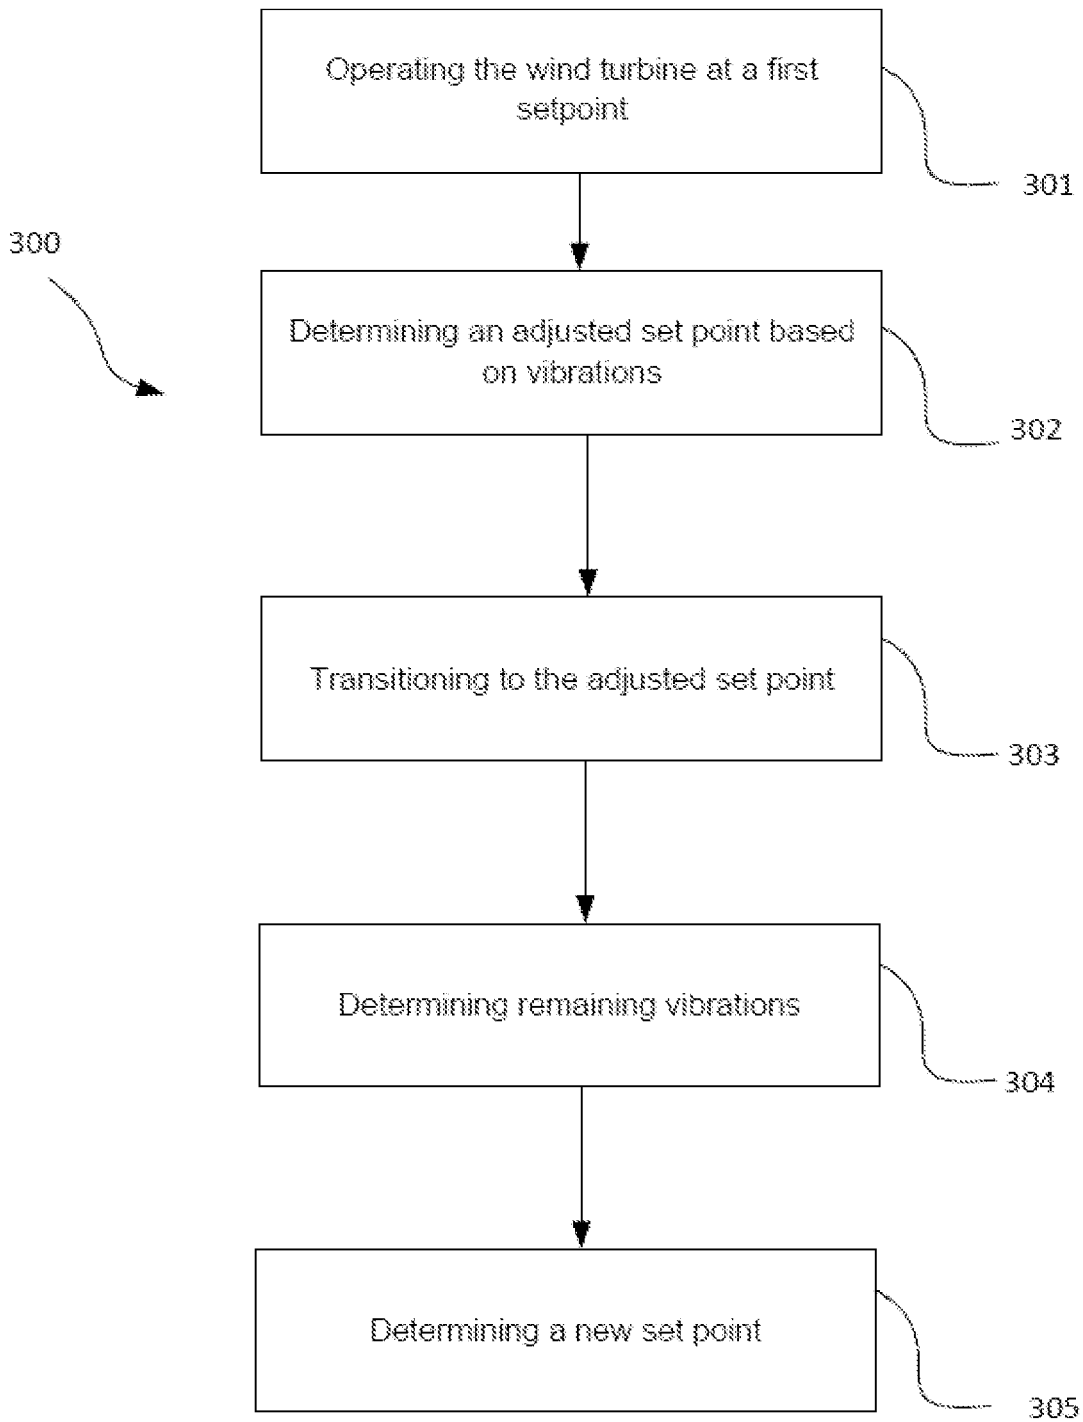 Operating the wind turbine at a first
setpoint
301
300
Determining an adjusted set point based
on vibrations
302
Transitioning to the adjusted set point
303
Determining remaining vibrations
304
Determining a new set point
305